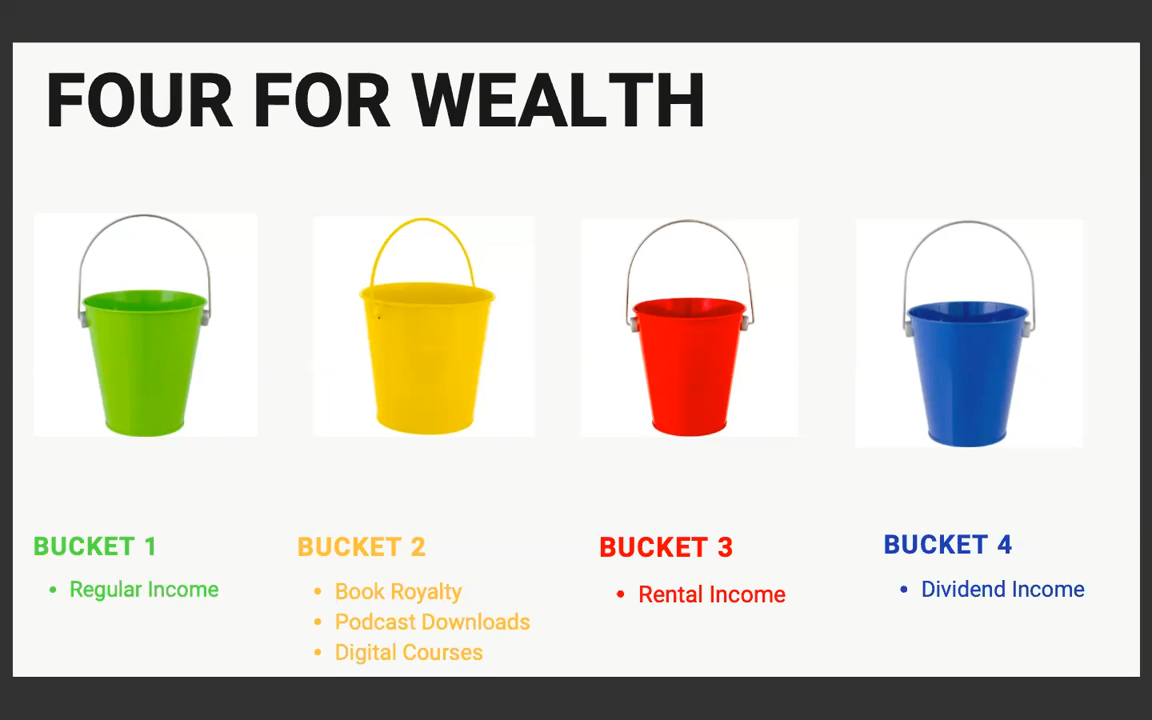 FOUR FOR WEALTH
BUCKET 1
• Regular Income
BUCKET 2
• Book Royalty
• Podcast Downloads
• Digital Courses
BUCKET 3
• Rental Income
BUCKET 4
• Dividend Income